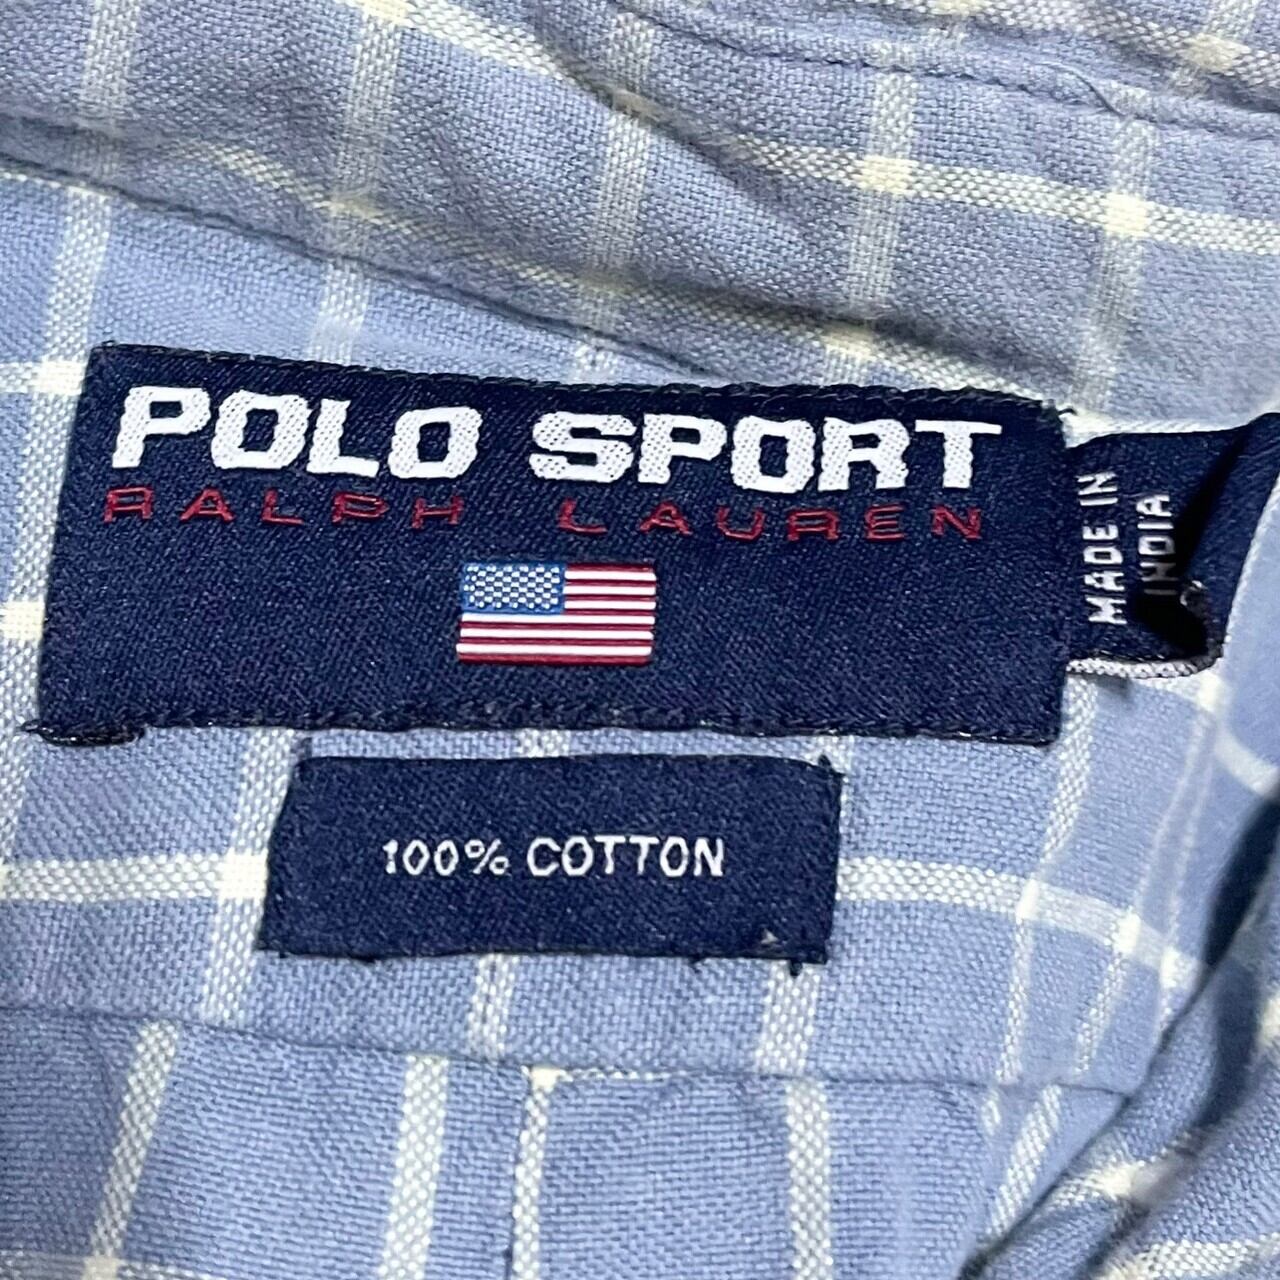 POLO SPORT
RALPH LAUREN
MADE IN
INDIA
100% COTTON